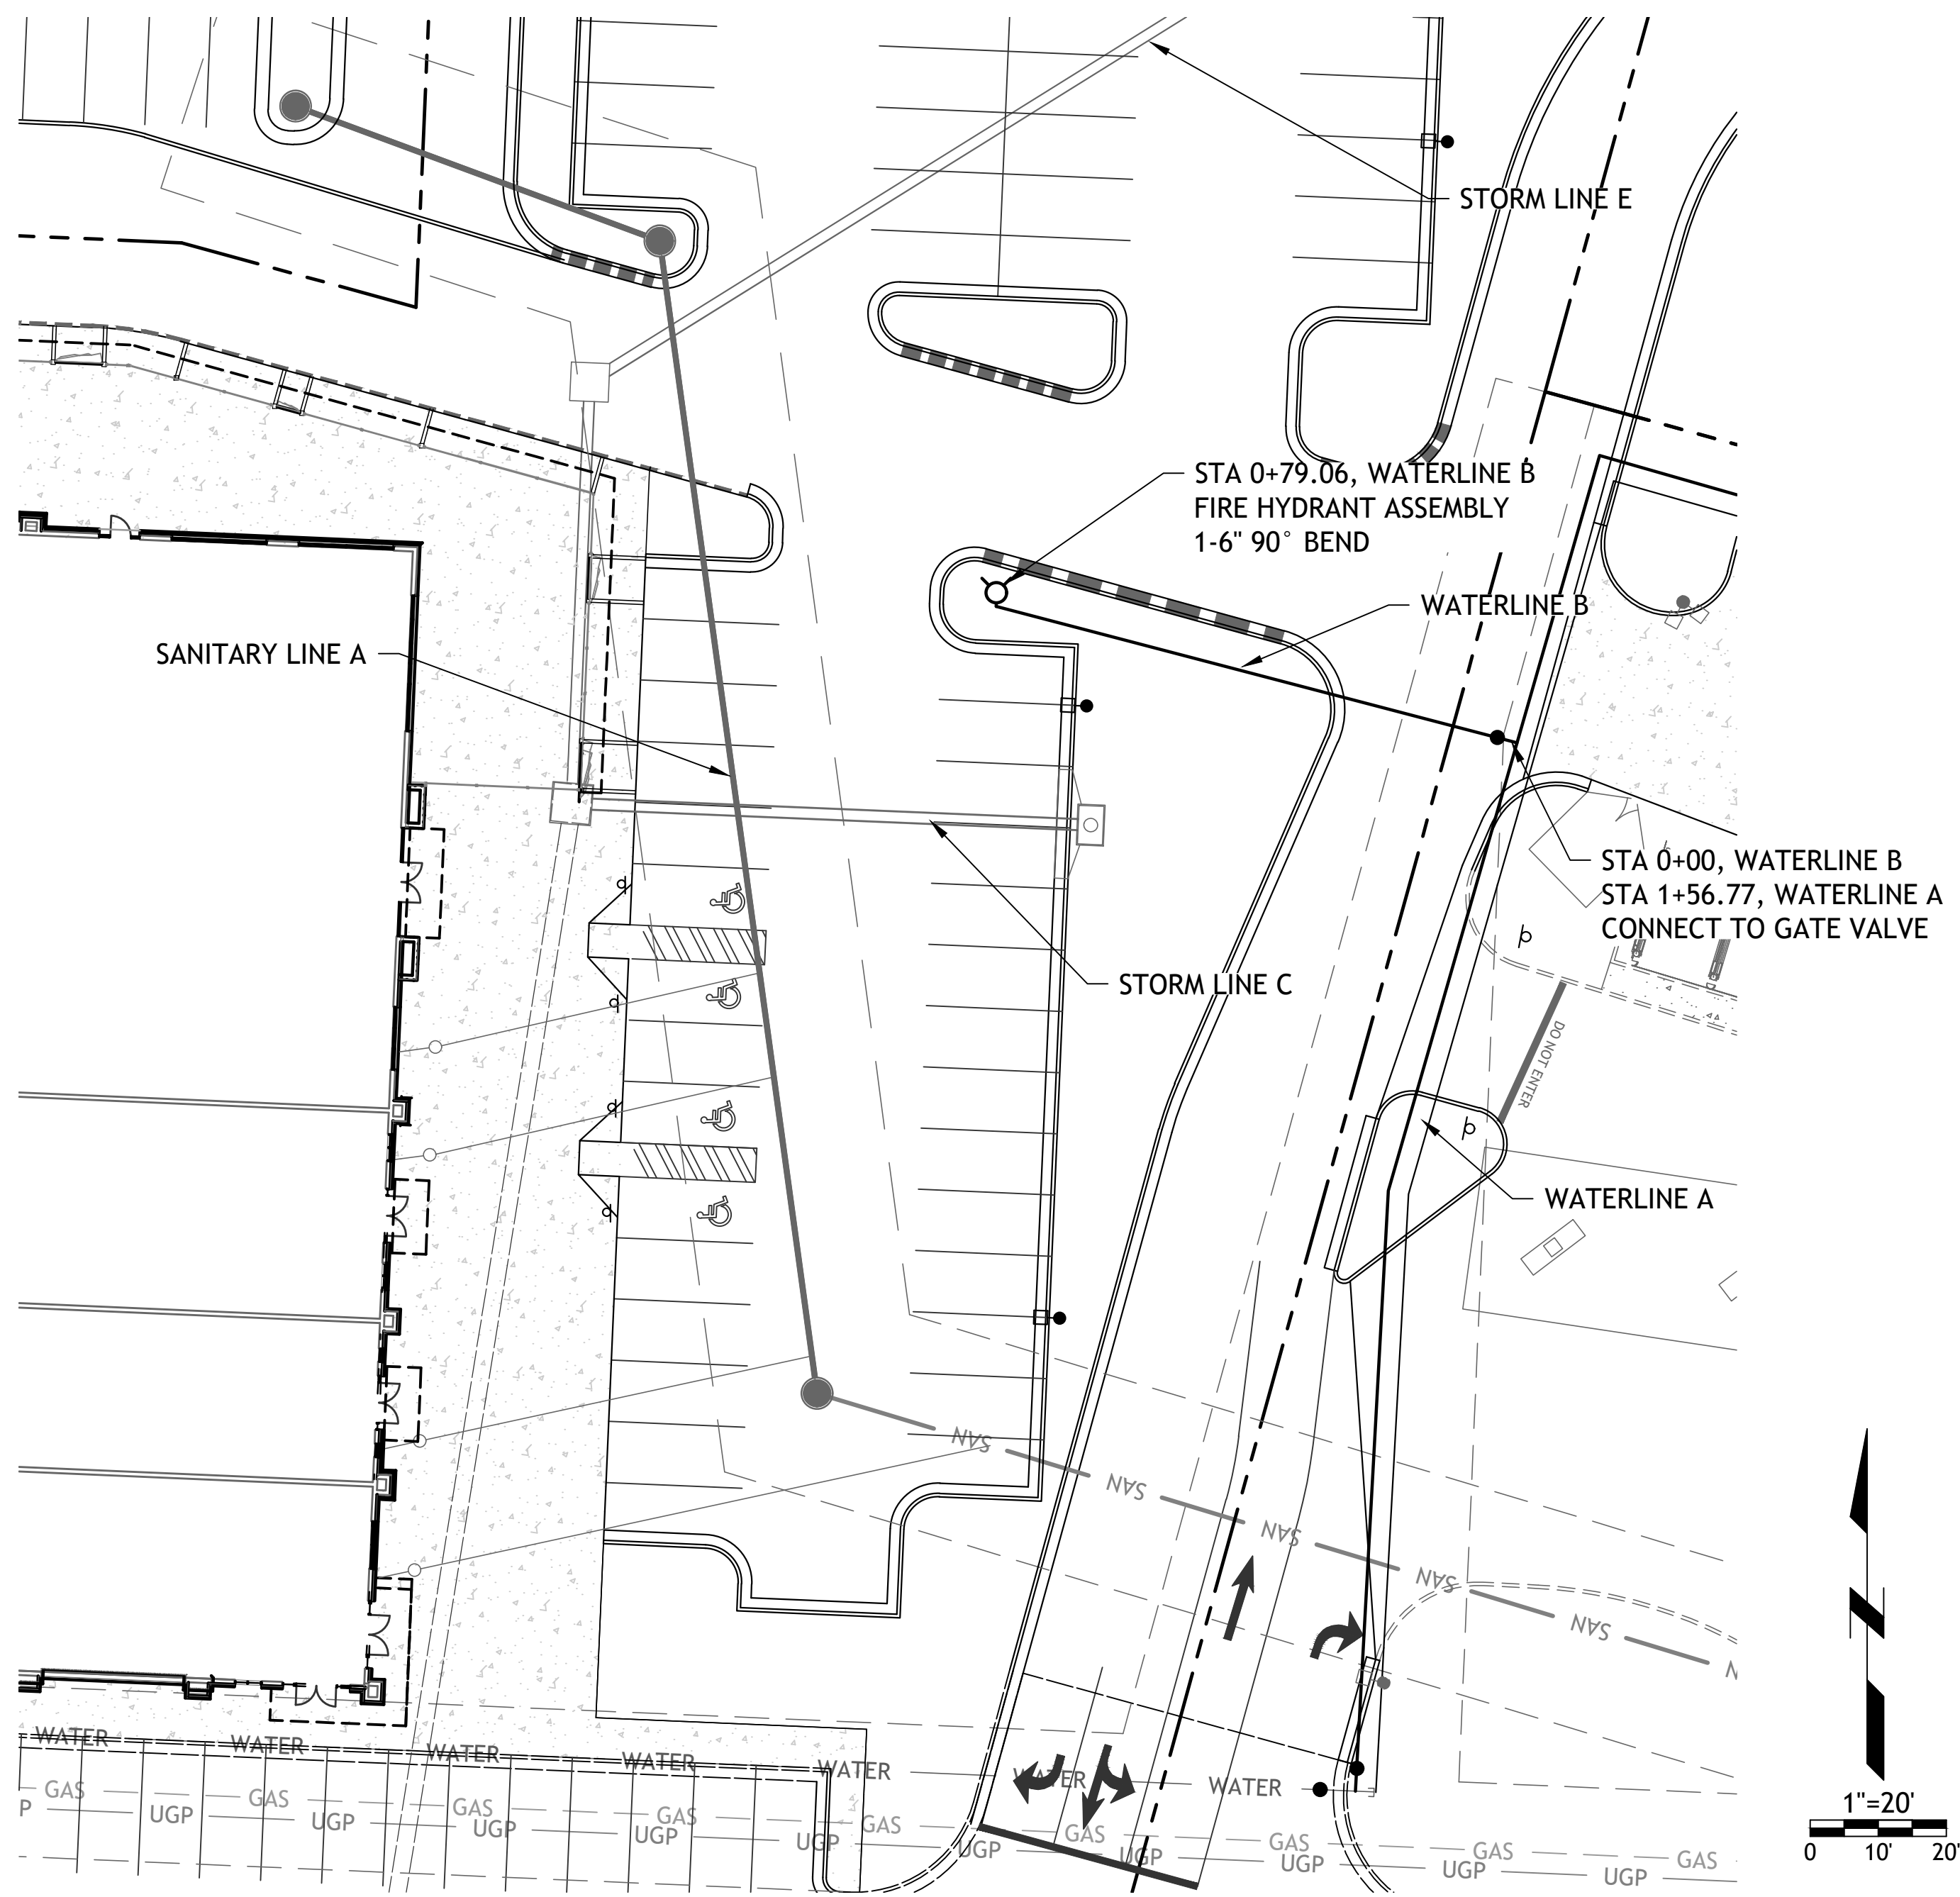 STORM LINE E
STA 0+79.06, WATERLINE B
FIRE HYDRANT ASSEMBLY
1-6" 90° BEND
WATERLINE B
SANITARY LINE A
STA 0+00, WATERLINE B
STA 1+56.77, WATERLINE A
CONNECT TO GATE VALVE
STORM LINE C
DO NOT ENTER
WATERLINE A
SAN
SAN
SAN
SAN
SAN
WATER
WATER
WATER
WATER
WATER
WATER
WATER
GAS
GAS
GAS
GAS
GAS
GAS
GAS
GAS
GAS
P
UGP
UGP
UGP
UGP
UGP
UGP
UGP
UGP
UGP
UGP
N
1"=20'
0 10' 20'